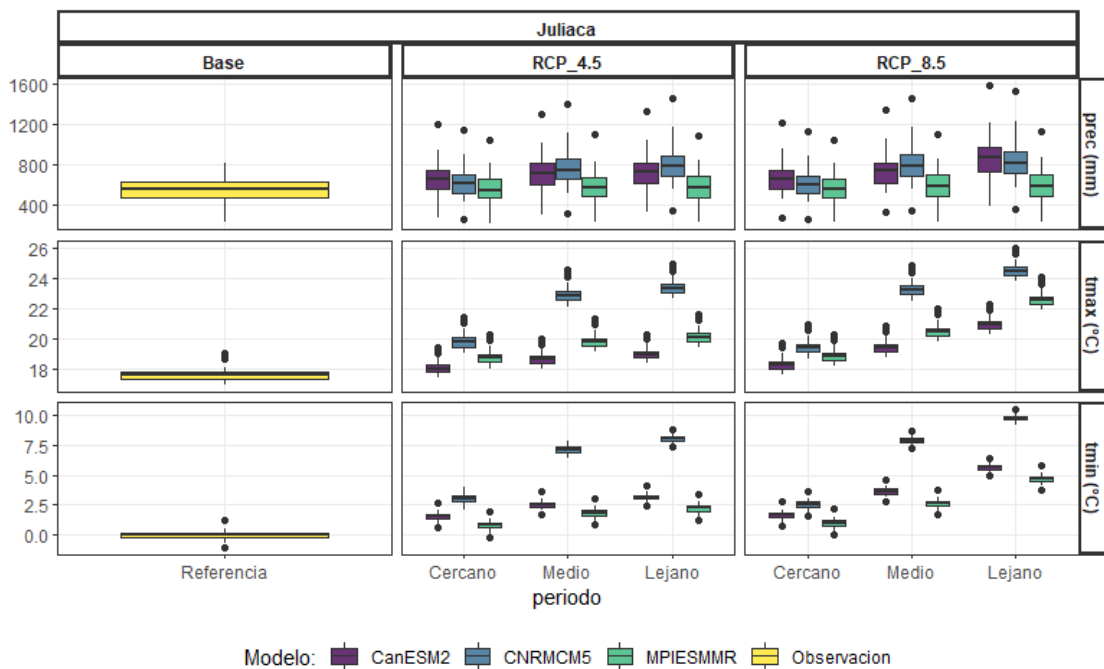 Juliaca
Base RCP_4.5 RCP_8.5
1600
1200
800
400
prec (mm)
26
24
22
20
18
tmax (°C)
10.0
7.5
5.0
2.5
0.0
tmin (°C)
Referencia Cercano Medio Lejano Cercano Medio Lejano
periodo
Modelo: CanESM2 CNRMCM5 MPIESMMR Observacion